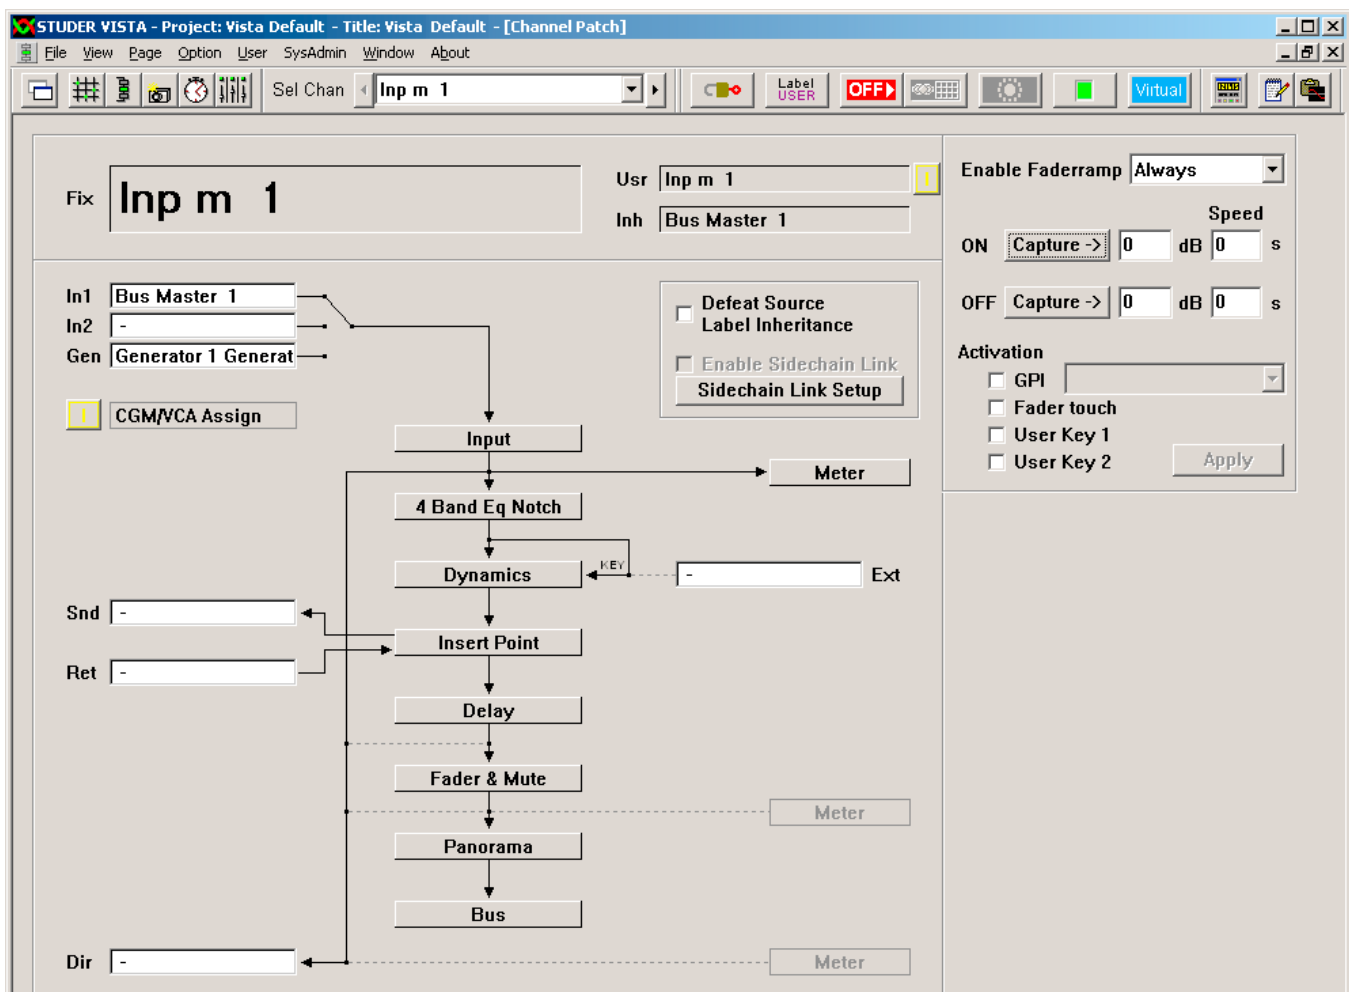 STUDER VISTA - Project: Vista Default - Title: Vista Default - [Channel Patch]
File View Page Option User SysAdmin Window About
Sel Chan Inp m 1 Label USER OFF Virtual
Fix Inp m 1
Usr Inp m 1
Inh Bus Master 1
Enable Faderramp Always
Speed
ON Capture -> 0 dB 0 s
OFF Capture -> 0 dB 0 s
Activation
GPI
Fader touch
User Key 1
User Key 2
Apply
In1 Bus Master 1
In2 -
Gen Generator 1 Generat
Defeat Source
Label Inheritance
Enable Sidechain Link
Sidechain Link Setup
CGM/VCA Assign
Input
Meter
4 Band Eq Notch
Dynamics KEY - Ext
Snd -
Insert Point
Ret -
Delay
Fader & Mute
Meter
Panorama
Bus
Dir - Meter